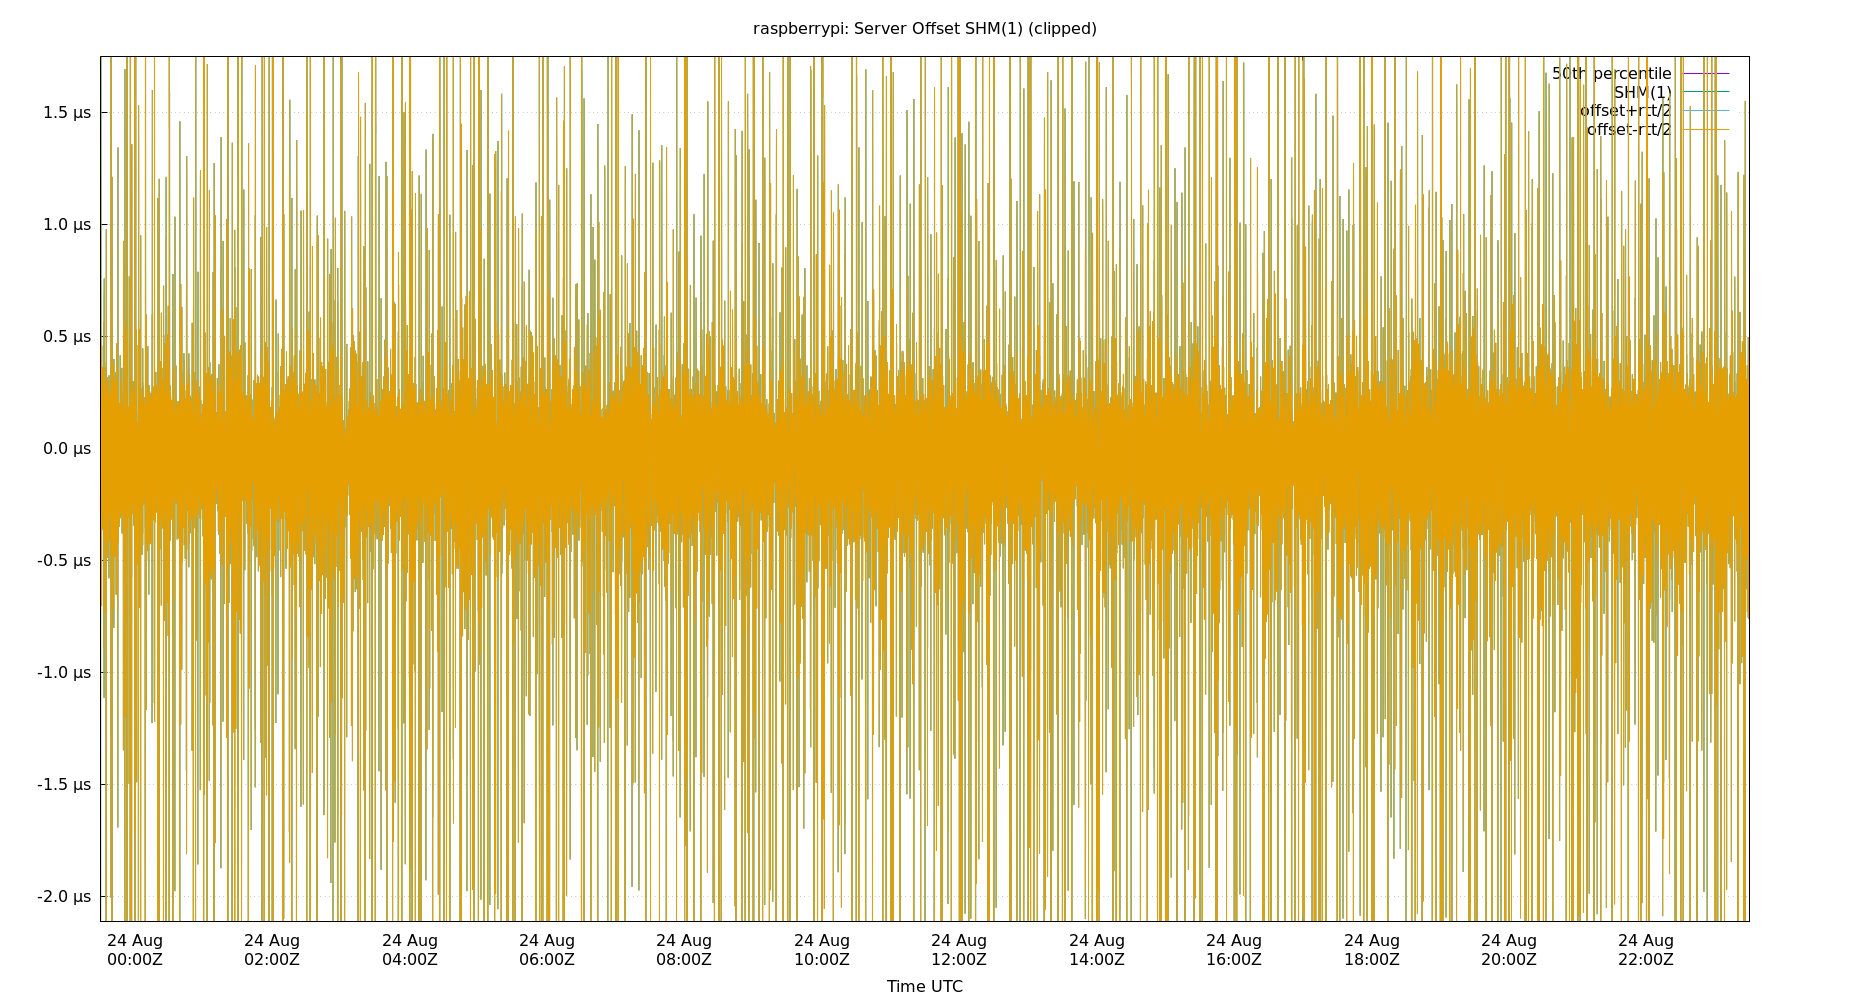 raspberrypi: Server Offset SHM(1) (clipped)
50th percentile
SHM(1)
offset+rtt/2
offset-rtt/2
1.5 µs
1.0 µs
0.5 µs
0.0 µs
-0.5 µs
-1.0 µs
-1.5 µs
-2.0 µs
24 Aug 24 Aug 24 Aug 24 Aug 24 Aug 24 Aug 24 Aug 24 Aug 24 Aug 24 Aug 24 Aug 24 Aug
00:00Z 02:00Z 04:00Z 06:00Z 08:00Z 10:00Z 12:00Z 14:00Z 16:00Z 18:00Z 20:00Z 22:00Z
Time UTC